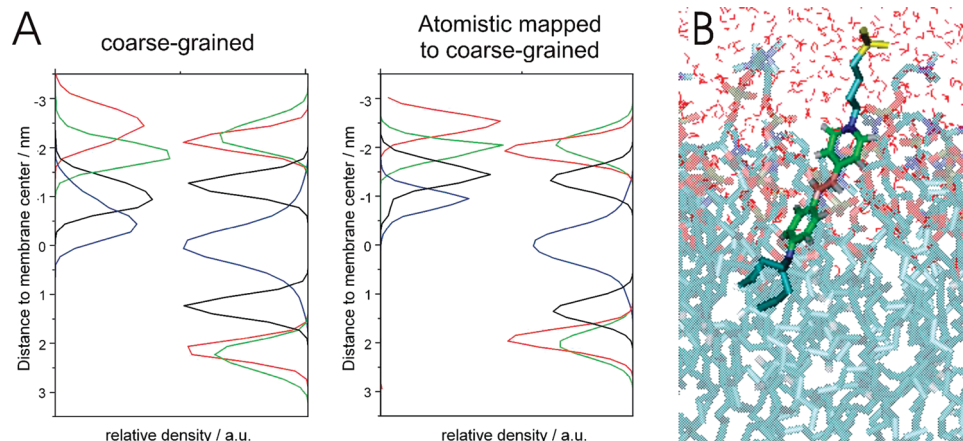 A
coarse-grained
Atomistic mapped
to coarse-grained
B
Distance to membrane center / nm
-3
-2
-1
0
1
2
3
relative density / a.u.
Distance to membrane center / nm
-3
-2
-1
0
1
2
3
relative density / a.u.